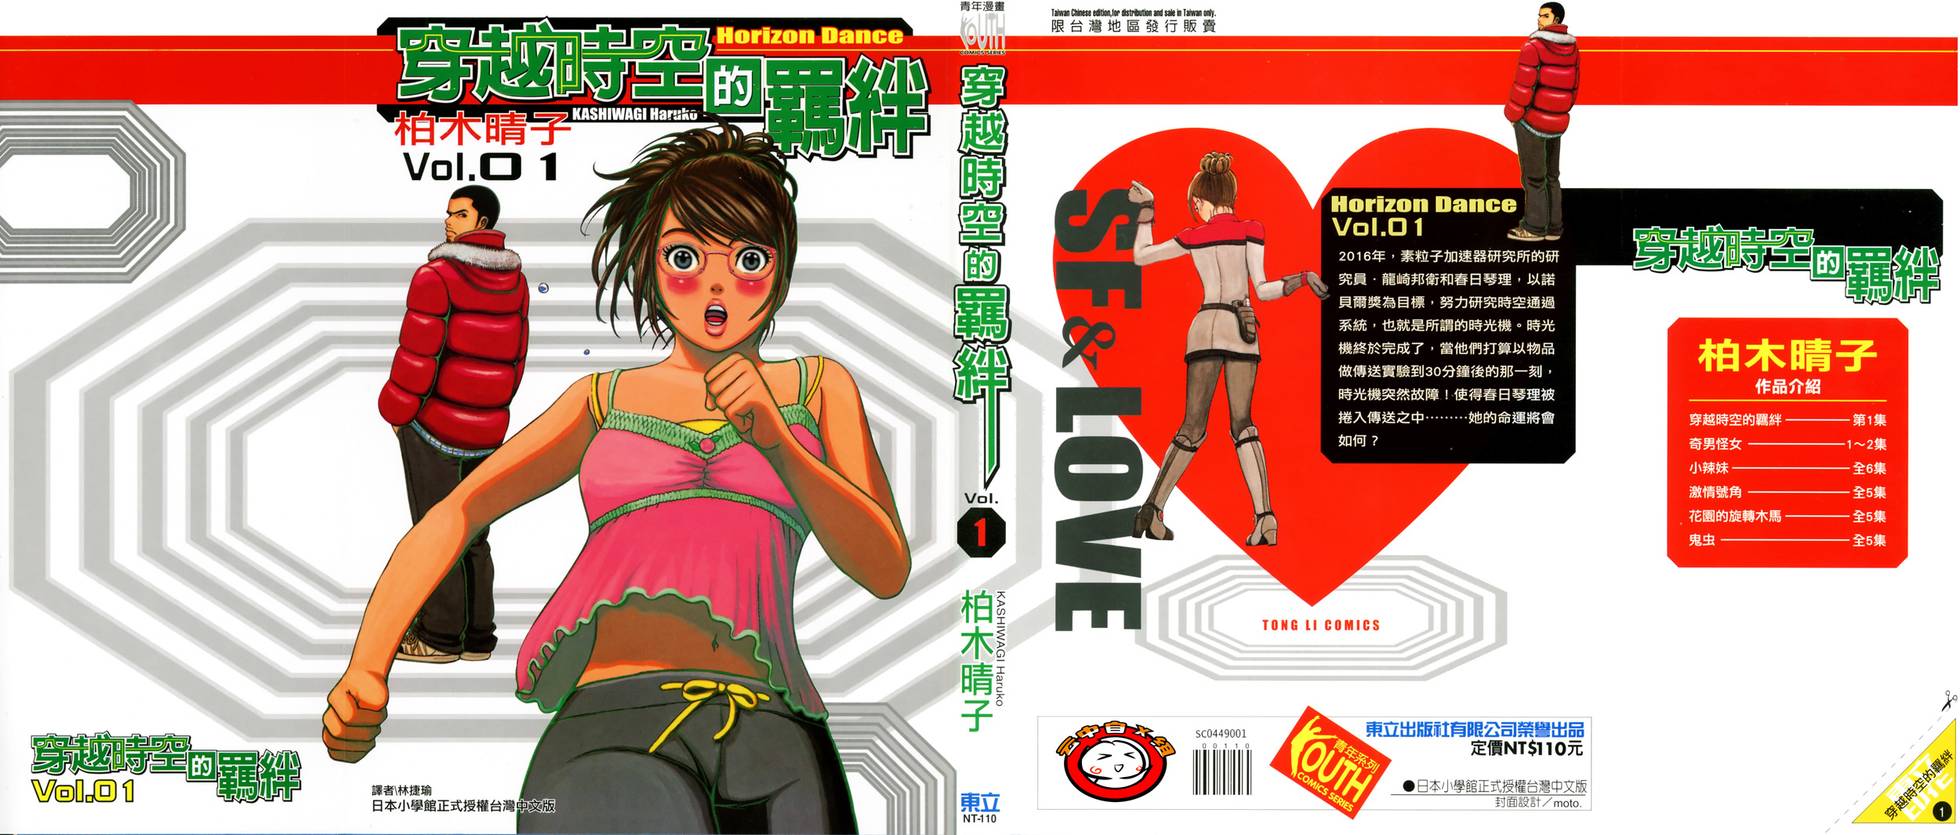 Horizon Dance
穿越時空的羈絆
KASHIWAGI Haruko
柏木晴子
Vol.01
穿越時空的羈絆
Vol.01
譯者\林捷瑜
日本小學館正式授權台灣中文版
青年漫畫
YOUTH
COMICS SERIES
穿越時空的羈絆
Vol.
1
柏木晴子
KASHIWAGI Haruko
東立
NT-110
Taiwan Chinese edition,for distribution and sale in Taiwan only.
限台灣地區發行販賣
SF & LOVE
Horizon Dance
Vol.01
2016年，素粒子加速器研究所的研
究員．龍崎邦衛和春日琴理，以諾
貝爾獎為目標，努力研究時空通過
系統，也就是所謂的時光機。時光
機終於完成了，當他們打算以物品
做傳送實驗到30分鐘後的那一刻，
時光機突然故障！使得春日琴理被
捲入傳送之中………她的命運將會
如何？
TONG LI COMICS
SC0449001
00110
青年系列
YOUTH
COMICS SERIES
東立出版社有限公司榮譽出品
定價NT$110元
●日本小學館正式授權台灣中文版
封面設計／moto.
穿越時空的羈絆
柏木晴子
作品介紹
穿越時空的羈絆 第1集
奇男怪女 1～2集
小辣妹 全6集
激情號角 全5集
花園的旋轉木馬 全5集
鬼虫 全5集
穿越時空的羈絆
1